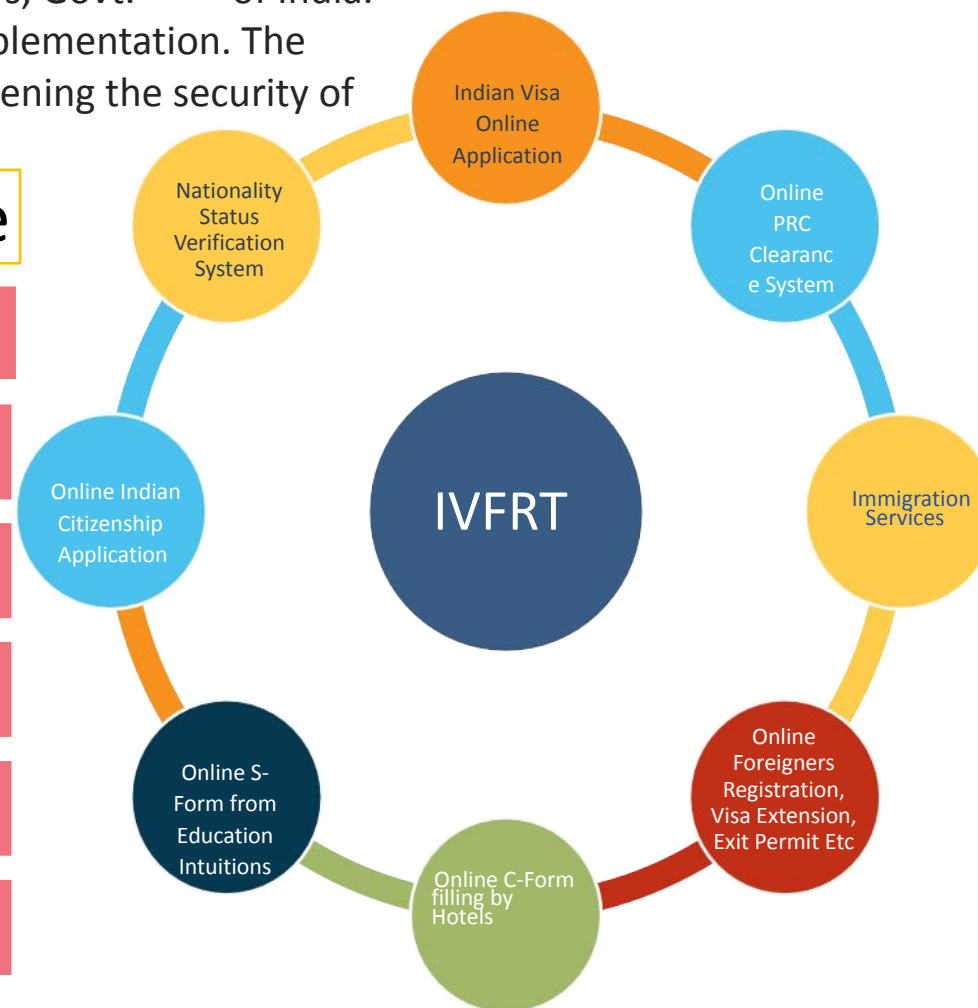 s, Govt. of India.
plementation. The
ening the security of
e
Indian Visa
Online
Application
Online
PRC
Clearanc
e System
Immigration
Services
Online
Foreigners
Registration,
Visa Extension,
Exit Permit Etc
Online C-Form
filling by
Hotels
Online S-
Form from
Education
Intuitions
Online Indian
Citizenship
Application
Nationality
Status
Verification
System
IVFRT